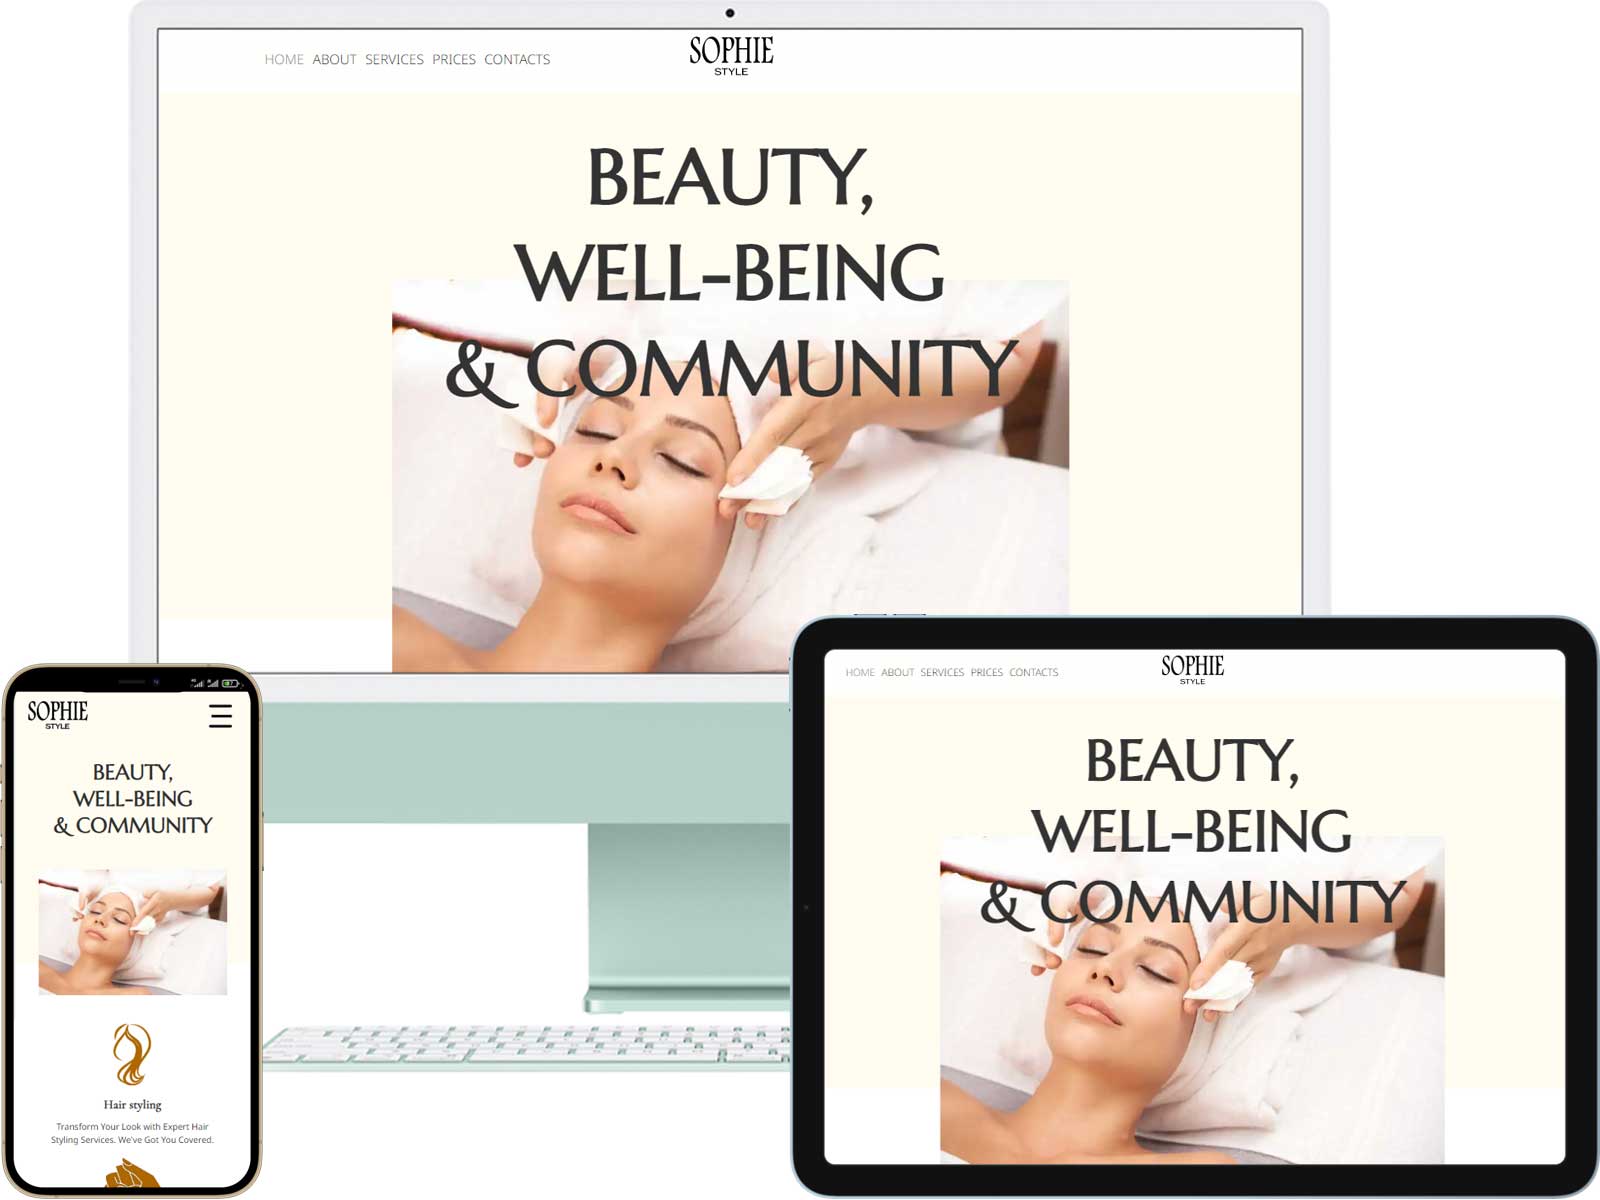 HOME ABOUT SERVICES PRICES CONTACTS
SOPHIE
STYLE
BEAUTY,
WELL-BEING
& COMMUNITY
SOPHIE
STYLE
BEAUTY,
WELL-BEING
& COMMUNITY
Hair styling
Transform Your Look with Expert Hair
Styling Services. We've Got You Covered.
HOME ABOUT SERVICES PRICES CONTACTS
SOPHIE
STYLE
BEAUTY,
WELL-BEING
& COMMUNITY